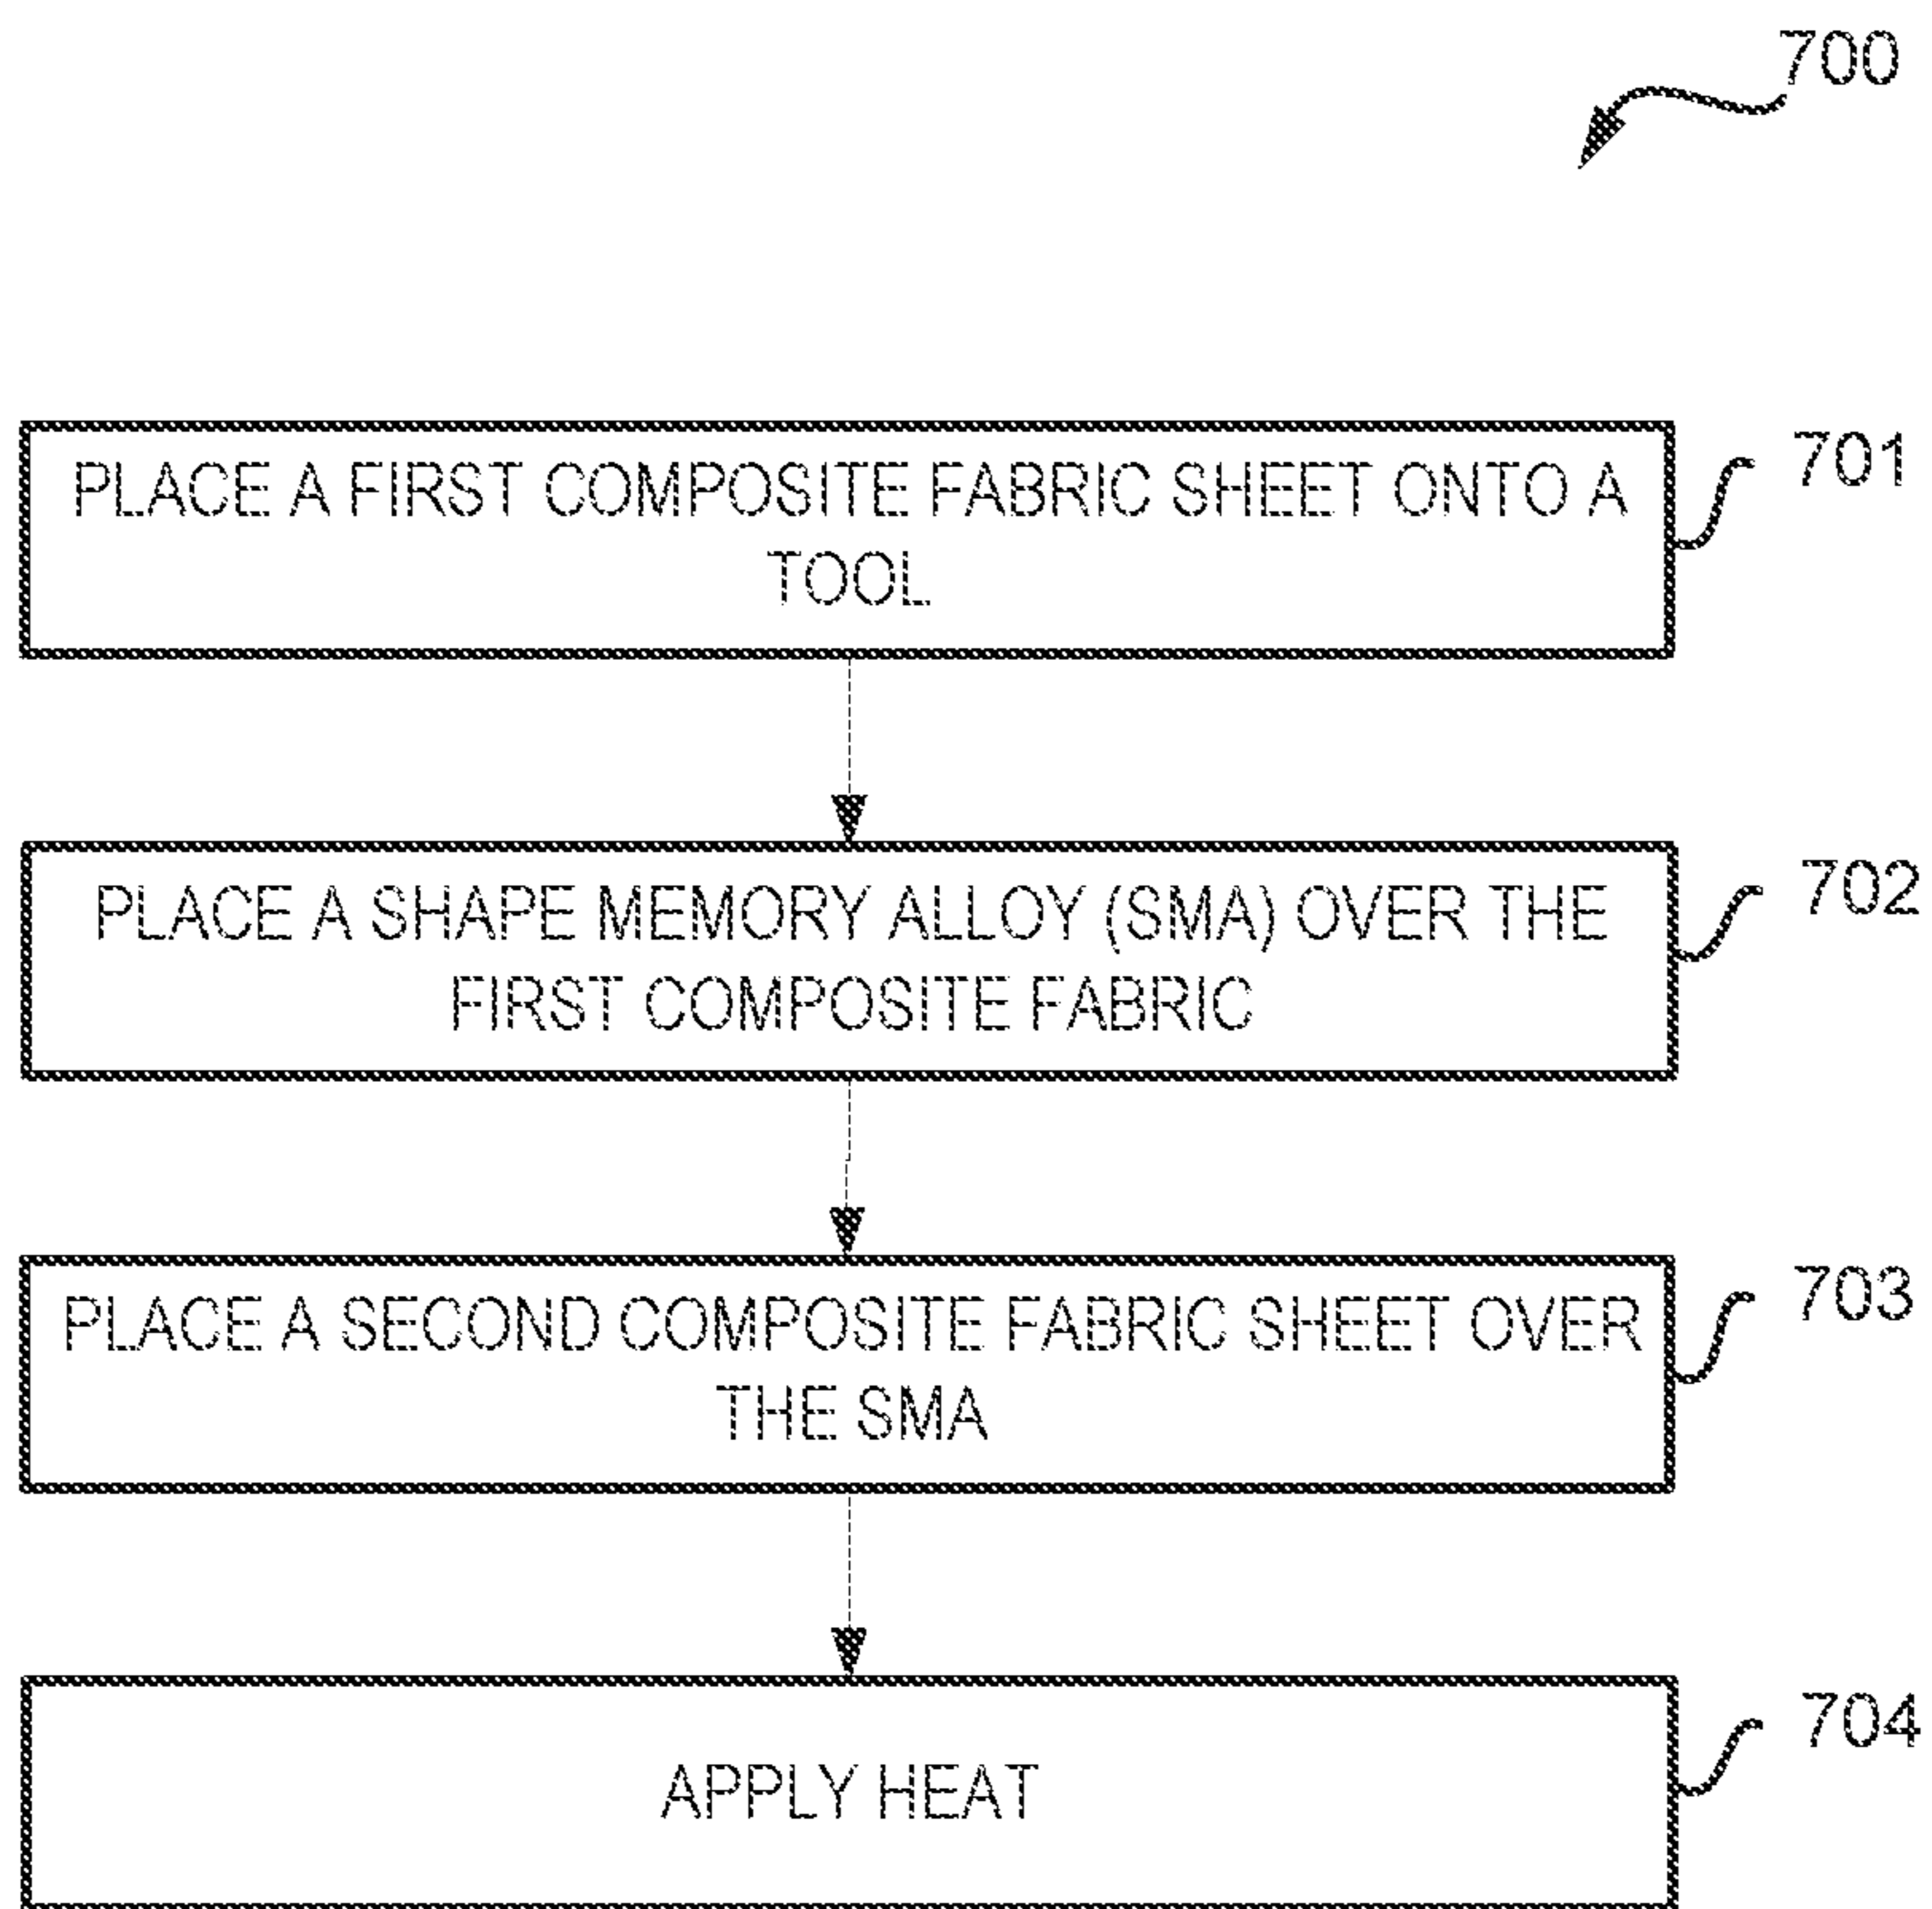 700
PLACE A FIRST COMPOSITE FABRIC SHEET ONTO A
TOOL
701
PLACE A SHAPE MEMORY ALLOY (SMA) OVER THE
FIRST COMPOSITE FABRIC
702
PLACE A SECOND COMPOSITE FABRIC SHEET OVER
THE SMA
703
APPLY HEAT
704